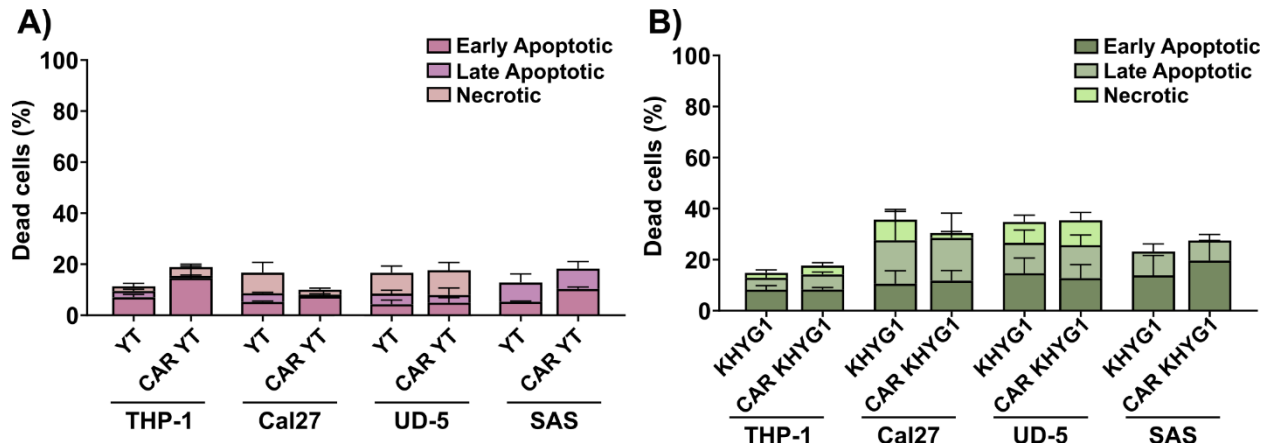 A)
Early Apoptotic
Late Apoptotic
Necrotic
Dead cells (%)
100
80
60
40
20
0
YT
CAR YT
YT
CAR YT
YT
CAR YT
YT
CAR YT
THP-1
Cal27
UD-5
SAS
B)
Early Apoptotic
Late Apoptotic
Necrotic
Dead cells (%)
100
80
60
40
20
0
KHYG1
CAR KHYG1
KHYG1
CAR KHYG1
KHYG1
CAR KHYG1
KHYG1
CAR KHYG1
THP-1
Cal27
UD-5
SAS